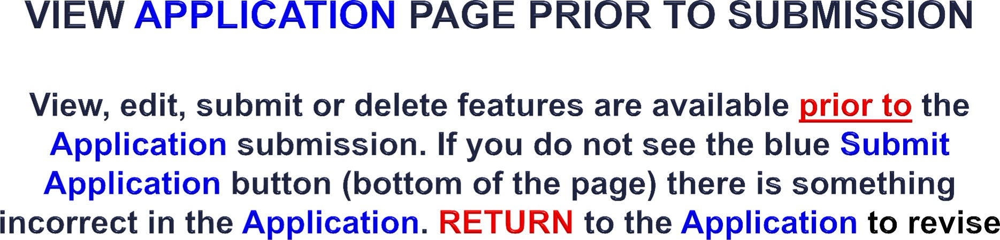 VIEW APPLICATION PAGE PRIOR TO SUBMISSION
View, edit, submit or delete features are available prior to the
Application submission. If you do not see the blue Submit
Application button (bottom of the page) there is something
incorrect in the Application. RETURN to the Application to revise